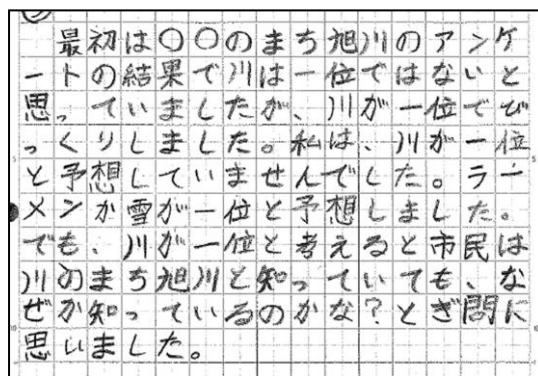 最初は〇〇のまち旭川のアンケ
ートの結果で川は一位ではないと
思っていましたが、川が一位でび
っくりしました。私は、川が一位
と予想していませんでした。ラー
メンか雪が一位と予想しました。
でも、川が一位と考えると市民は
川のまち旭川と知っていても、な
ぜか知っているのかな？とぎ問に
思いました。